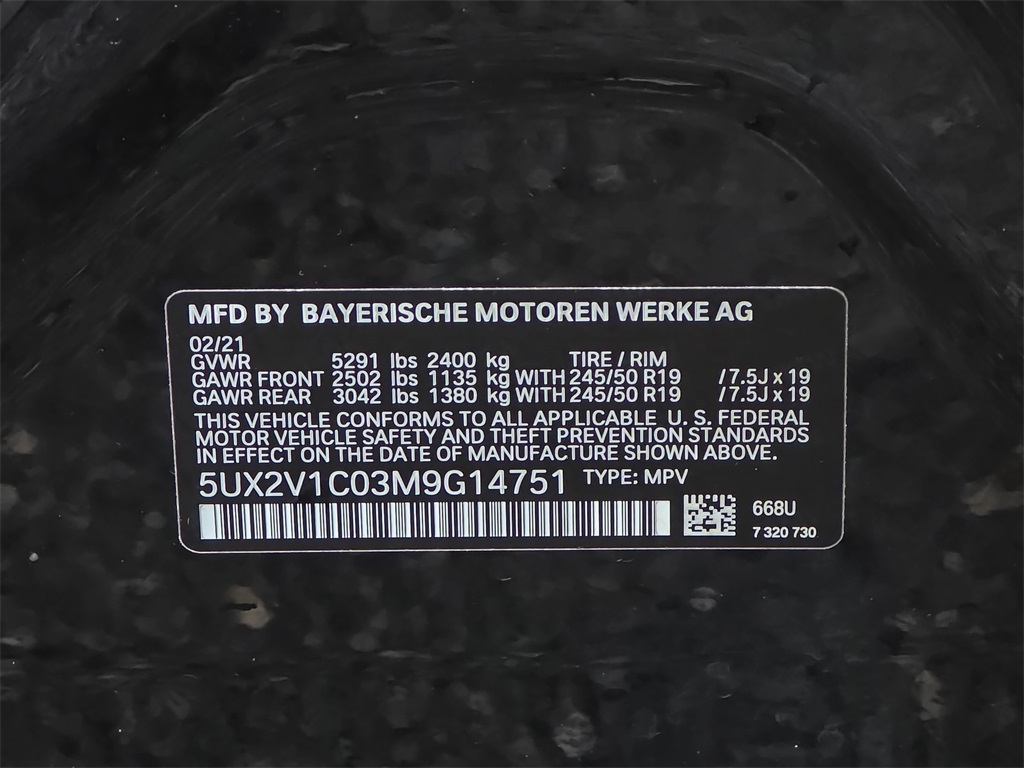 MFD BY BAYERISCHE MOTOREN WERKE AG
02/21
GVWR 5291 lbs 2400 kg TIRE / RIM
GAWR FRONT 2502 lbs 1135 kg WITH 245/50 R19 / 7.5J x 19
GAWR REAR 3042 lbs 1380 kg WITH 245/50 R19 / 7.5J x 19
THIS VEHICLE CONFORMS TO ALL APPLICABLE U. S. FEDERAL
MOTOR VEHICLE SAFETY AND THEFT PREVENTION STANDARDS
IN EFFECT ON THE DATE OF MANUFACTURE SHOWN ABOVE.
5UX2V1C03M9G14751 TYPE: MPV
668U
7 320 730